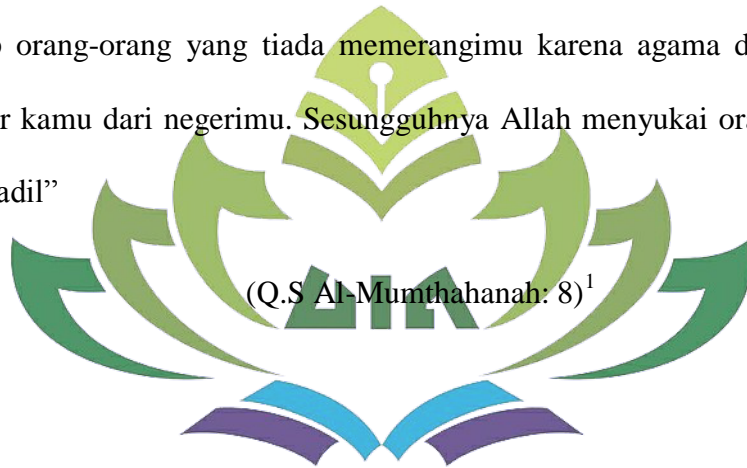 orang-orang yang tiada memerangimu karena agama d
r kamu dari negerimu. Sesungguhnya Allah menyukai ora
adil”
(Q.S Al-Mumthahanah: 8)¹
UIN